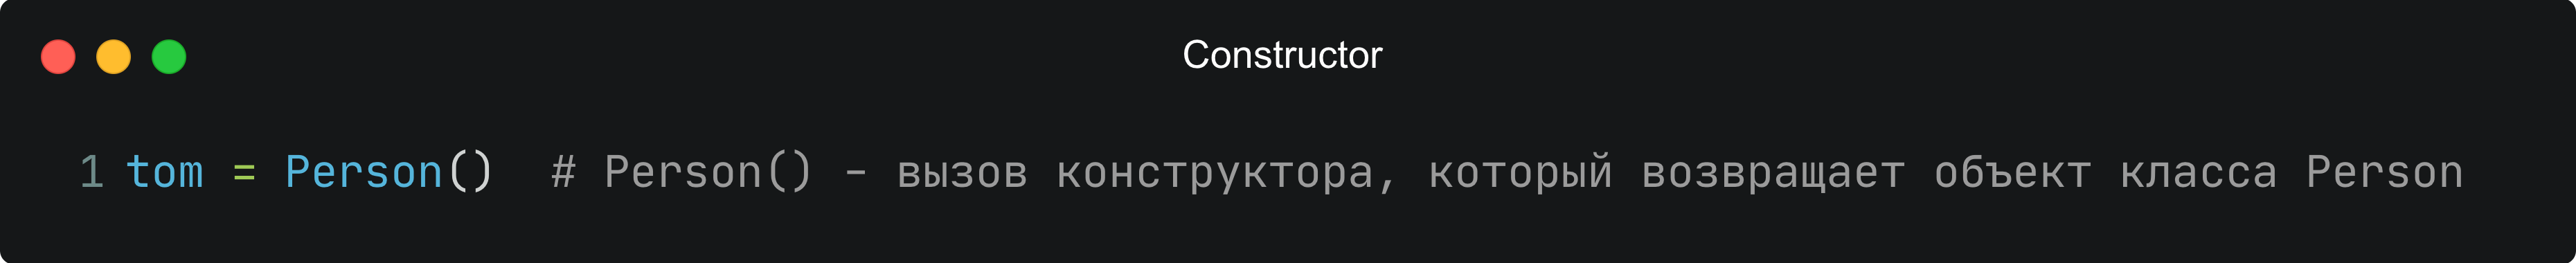 Constructor
1 tom = Person()  # Person() - вызов конструктора, который возвращает объект класса Person